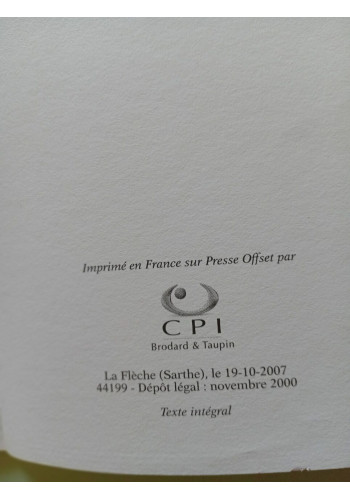 Imprimé en France sur Presse Offset par
CPI
Brodard & Taupin
La Flèche (Sarthe), le 19-10-2007
44199 - Dépôt légal : novembre 2000
Texte intégral